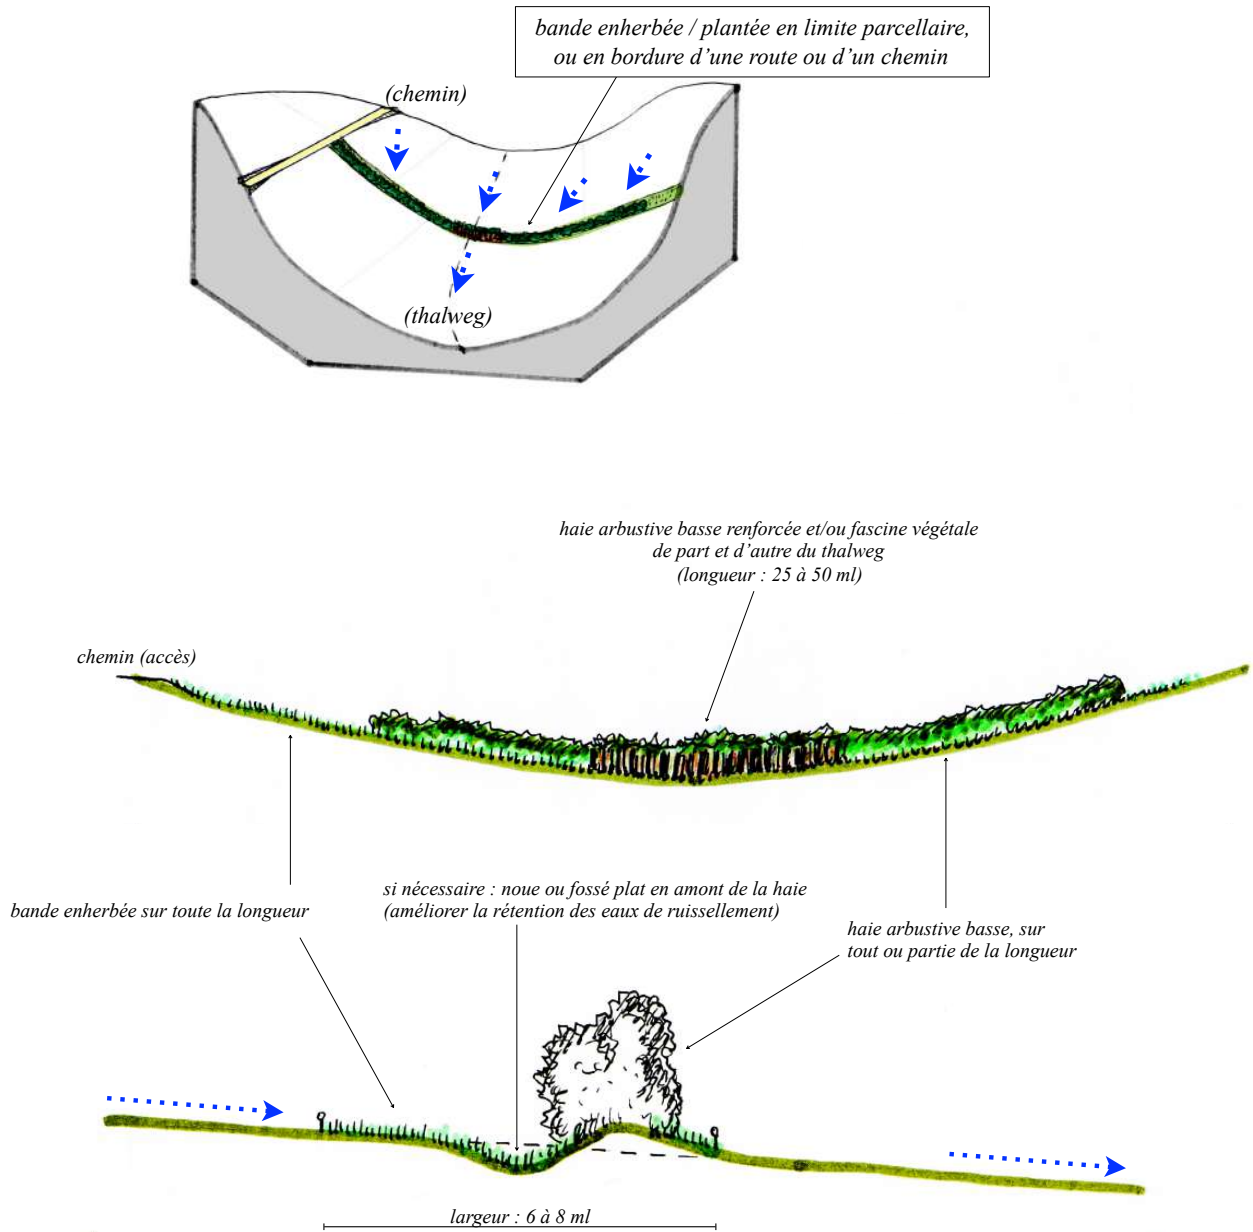 bande enherbée / plantée en limite parcellaire,
ou en bordure d’une route ou d’un chemin
(chemin)
(thalweg)
haie arbustive basse renforcée et/ou fascine végétale
de part et d’autre du thalweg
(longueur : 25 à 50 ml)
chemin (accès)
si nécessaire : noue ou fossé plat en amont de la haie
(améliorer la rétention des eaux de ruissellement)
bande enherbée sur toute la longueur
haie arbustive basse, sur
tout ou partie de la longueur
largeur : 6 à 8 ml